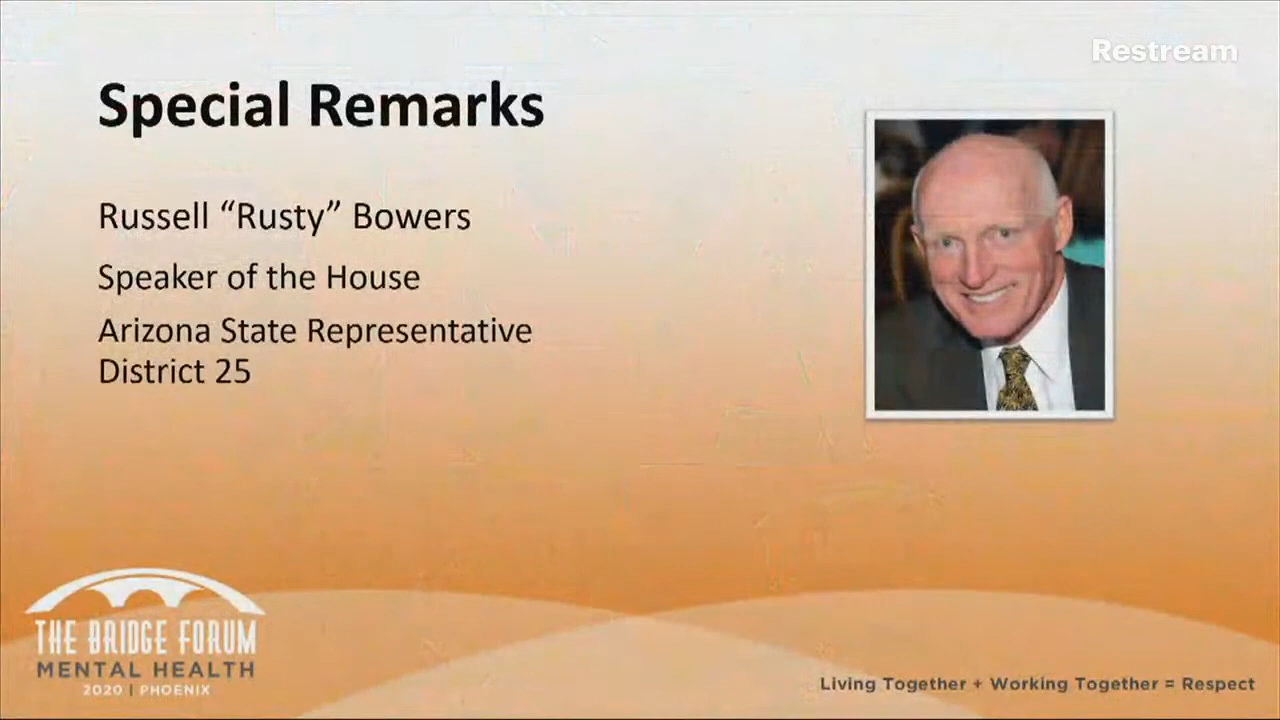 Restream
Special Remarks
Russell “Rusty” Bowers
Speaker of the House
Arizona State Representative
District 25
THE BRIDGE FORUM
MENTAL HEALTH
2020 | PHOENIX
Living Together + Working Together = Respect